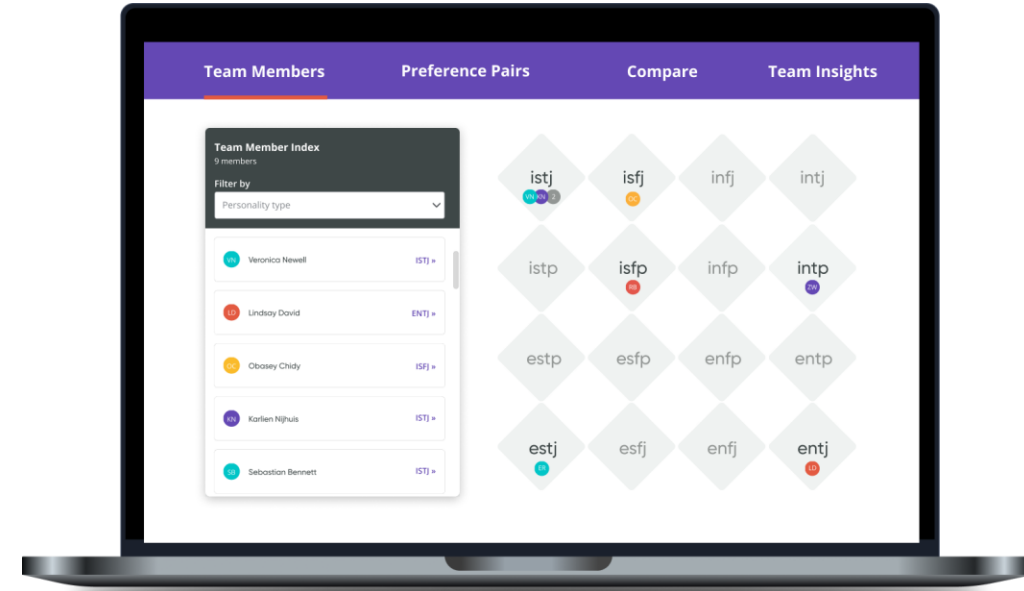 Team Members Preference Pairs Compare Team Insights
Team Member Index
9 members
Filter by
Personality type
VN Veronica Newell ISTJ »
LD Lindsay David ENTJ »
OC Obasey Chidy ISFJ »
KN Karlien Nijhuis ISTJ »
SB Sebastian Bennett ISTJ »
istj isfj infj intj
VN KN 2 OC
istp isfp infp intp
RB ZW
estp esfp enfp entp
estj esfj enfj entj
ER LD